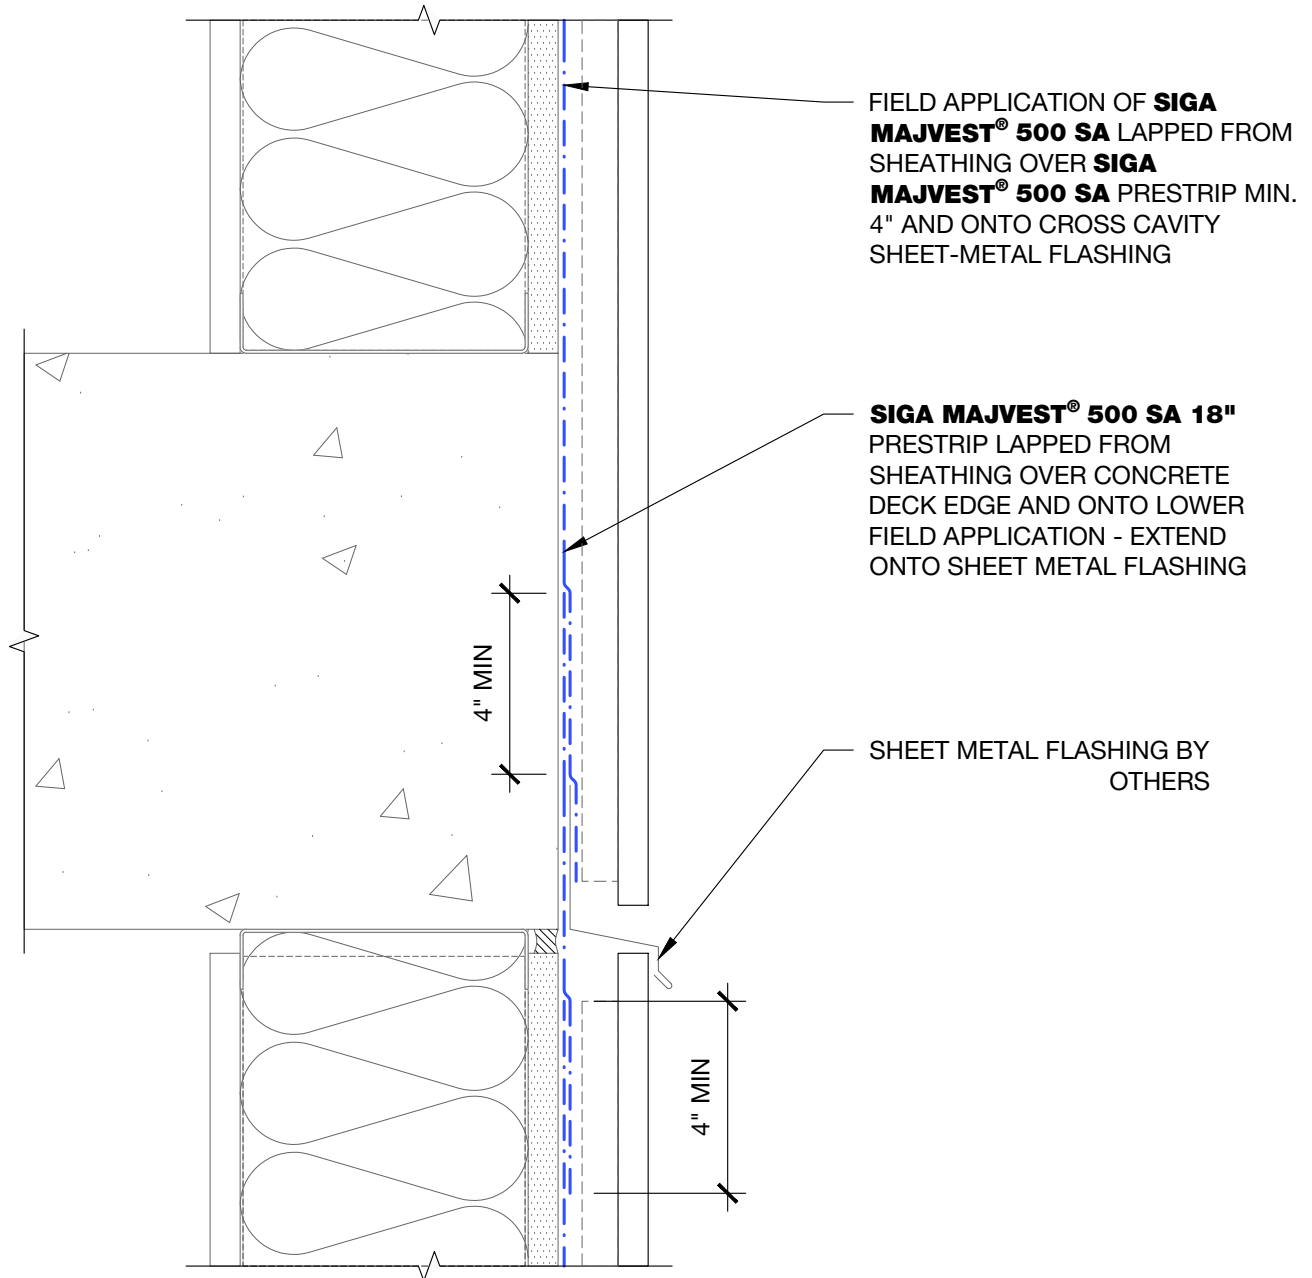 FIELD APPLICATION OF SIGA
MAJVEST® 500 SA LAPPED FROM
SHEATHING OVER SIGA
MAJVEST® 500 SA PRESTRIP MIN.
4" AND ONTO CROSS CAVITY
SHEET-METAL FLASHING
SIGA MAJVEST® 500 SA 18"
PRESTRIP LAPPED FROM
SHEATHING OVER CONCRETE
DECK EDGE AND ONTO LOWER
FIELD APPLICATION - EXTEND
ONTO SHEET METAL FLASHING
4" MIN
SHEET METAL FLASHING BY
OTHERS
4" MIN